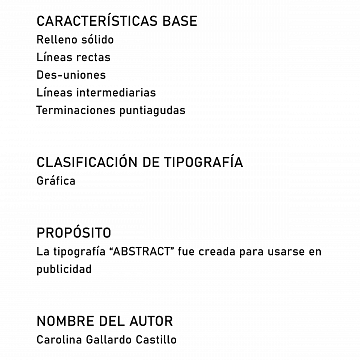 CARACTERÍSTICAS BASE
Relleno sólido
Líneas rectas
Des-uniones
Líneas intermediarias
Terminaciones puntiagudas
CLASIFICACIÓN DE TIPOGRAFÍA
Gráfica
PROPÓSITO
La tipografía “ABSTRACT” fue creada para usarse en
publicidad
NOMBRE DEL AUTOR
Carolina Gallardo Castillo